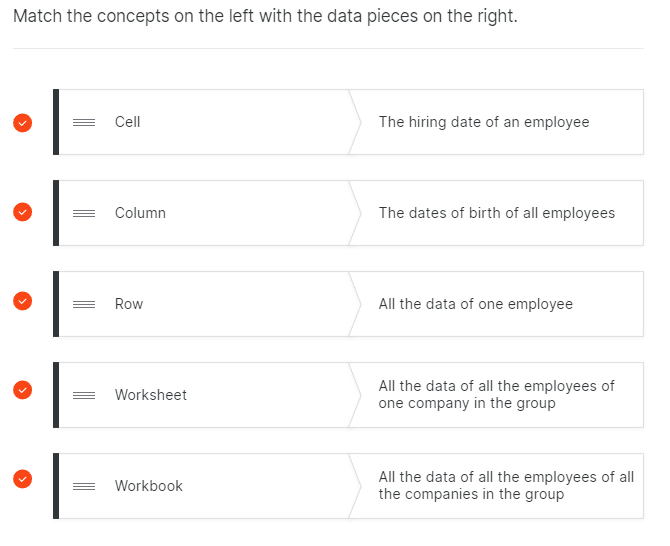 Match the concepts on the left with the data pieces on the right.
Cell
The hiring date of an employee
Column
The dates of birth of all employees
Row
All the data of one employee
Worksheet
All the data of all the employees of
one company in the group
Workbook
All the data of all the employees of all
the companies in the group